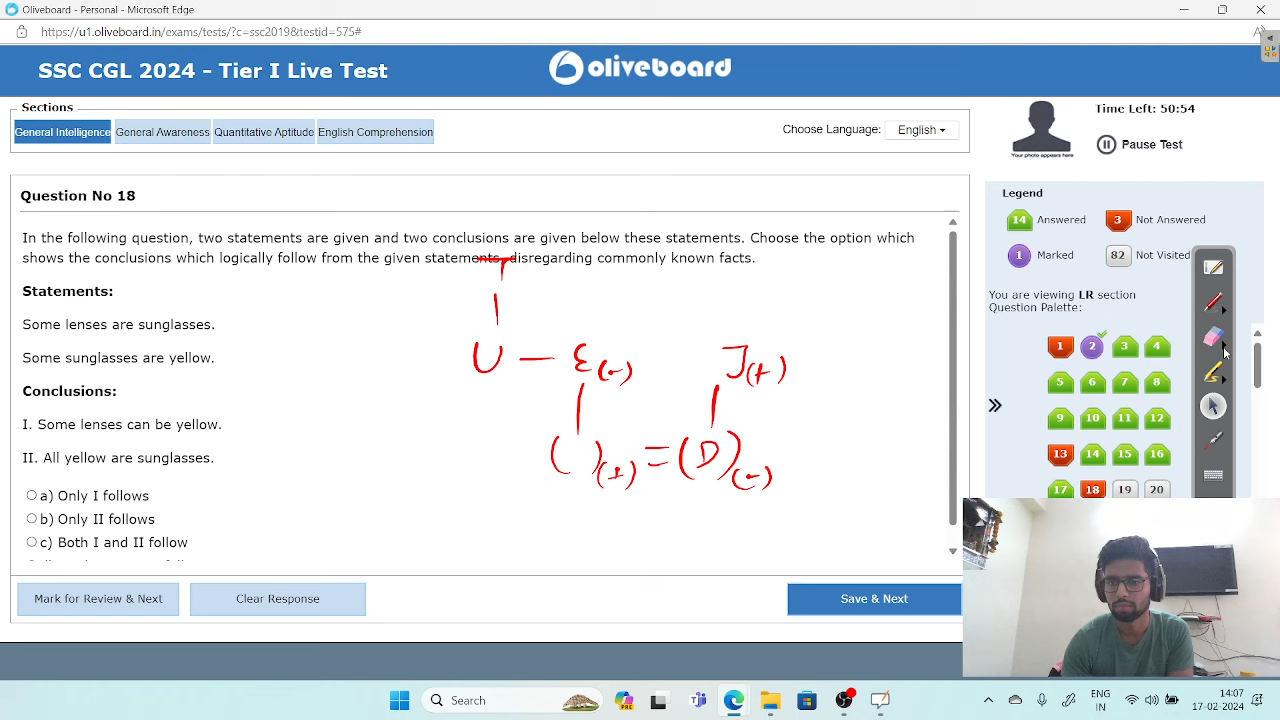 Oliveboard - Personal - Microsoft Edge
https://u1.oliveboard.in/exams/tests/?c=ssc2019&testid=575#
SSC CGL 2024 - Tier I Live Test
oliveboard
Sections
General Intelligence
General Awareness
Quantitative Aptitude
English Comprehension
Choose Language:
English
Your photo appears here
Time Left: 50:54
Pause Test
Question No 18
In the following question, two statements are given and two conclusions are given below these statements. Choose the option which
shows the conclusions which logically follow from the given statements, disregarding commonly known facts.
Statements:
Some lenses are sunglasses.
Some sunglasses are yellow.
Conclusions:
I. Some lenses can be yellow.
II. All yellow are sunglasses.
a) Only I follows
b) Only II follows
c) Both I and II follow
U — E(-) J(+)
= (D)(-)
Mark for Review & Next
Clear Response
Save & Next
Legend
14 Answered
3 Not Answered
1 Marked
82 Not Visited
You are viewing LR section
Question Palette:
1 2 3 4
5 6 7 8
9 10 11 12
13 14 15 16
17 18 19 20
Search
ENG
IN
14:07
17-02-2024